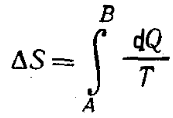 ΔS = ∫_A^B dQ/T